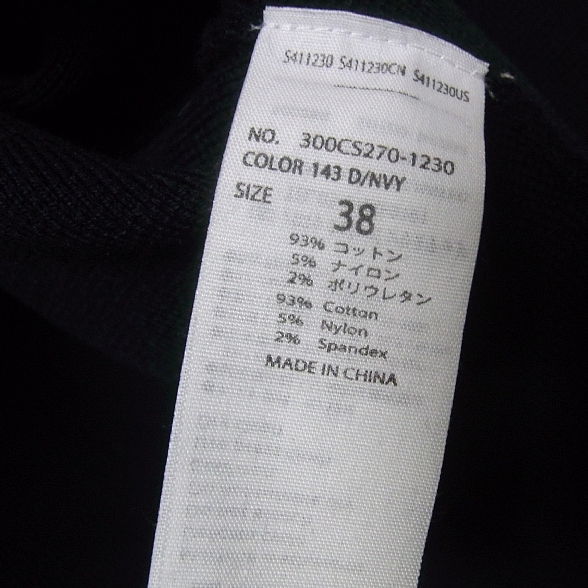 S411230 S411230CN S411230US
NO. 300CS270-1230
COLOR 143 D/NVY
SIZE 38
93% コットン
5% ナイロン
2% ポリウレタン
93% Cotton
5% Nylon
2% Spandex
MADE IN CHINA